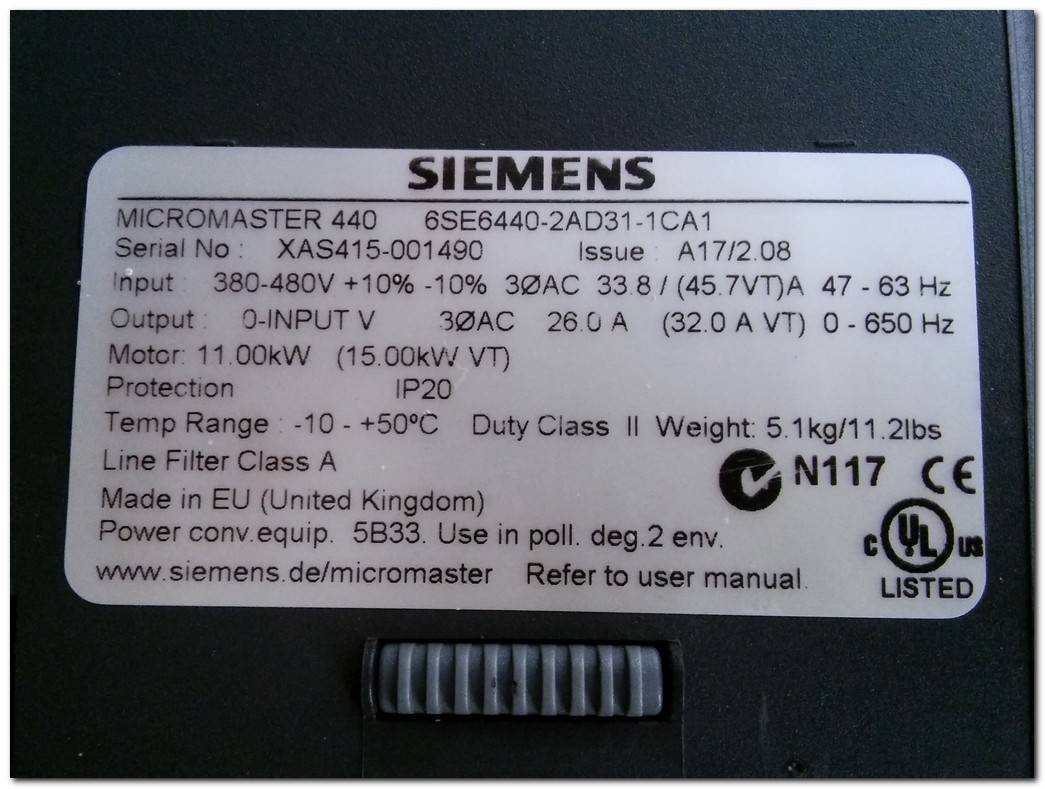 SIEMENS
MICROMASTER 440 6SE6440-2AD31-1CA1
Serial No : XAS415-001490 Issue : A17/2.08
Input : 380-480V +10% -10% 3ØAC 33.8 / (45.7VT)A 47 - 63 Hz
Output : 0-INPUT V 3ØAC 26.0 A (32.0 A VT) 0 - 650 Hz
Motor: 11.00kW (15.00kW VT)
Protection IP20
Temp Range : -10 - +50°C Duty Class II Weight: 5.1kg/11.2lbs
Line Filter Class A
N117 CE
Made in EU (United Kingdom)
Power conv.equip. 5B33. Use in poll. deg.2 env.
C UL US
www.siemens.de/micromaster Refer to user manual.
LISTED